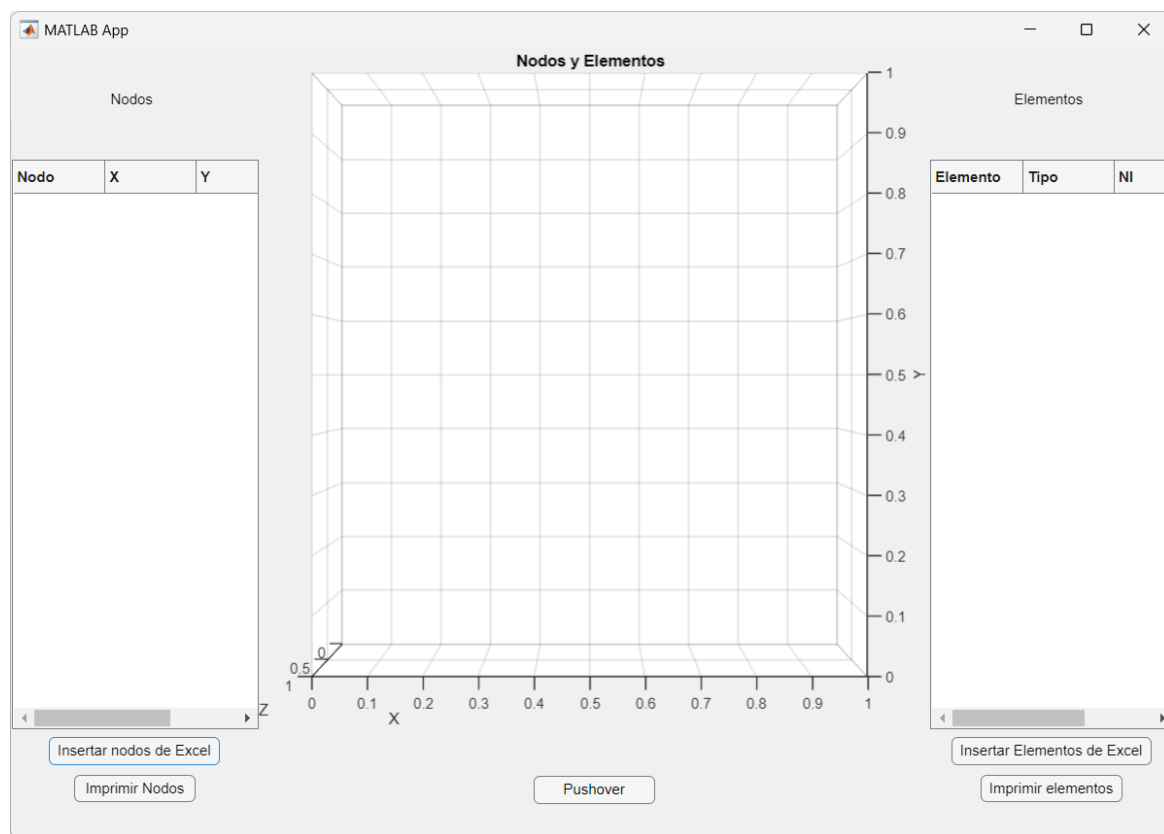 MATLAB App
Nodos y Elementos
Nodos
Elementos
Nodo X Y
Elemento Tipo NI
1
0.9
0.8
0.7
0.6
0.5 Y
0.4
0.3
0.2
0.1
0
0
0.5
1
Z
0 0.1 0.2 0.3 0.4 0.5 0.6 0.7 0.8 0.9 1
X
Insertar nodos de Excel
Insertar Elementos de Excel
Imprimir Nodos
Pushover
Imprimir elementos